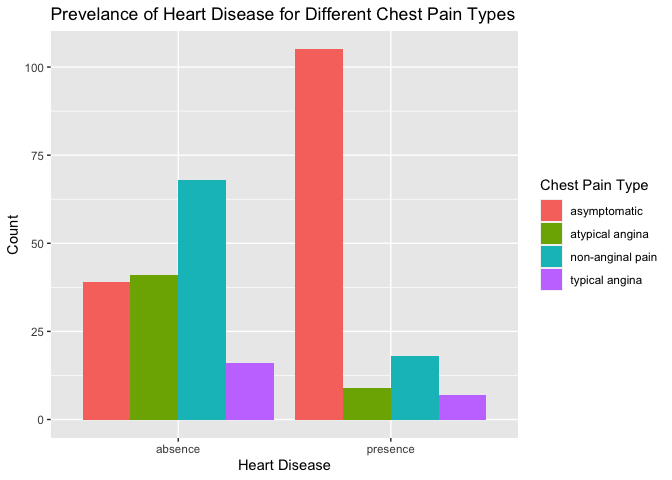 Prevelance of Heart Disease for Different Chest Pain Types
100
75
50
25
0
Count
absence
presence
Heart Disease
Chest Pain Type
asymptomatic
atypical angina
non-anginal pain
typical angina